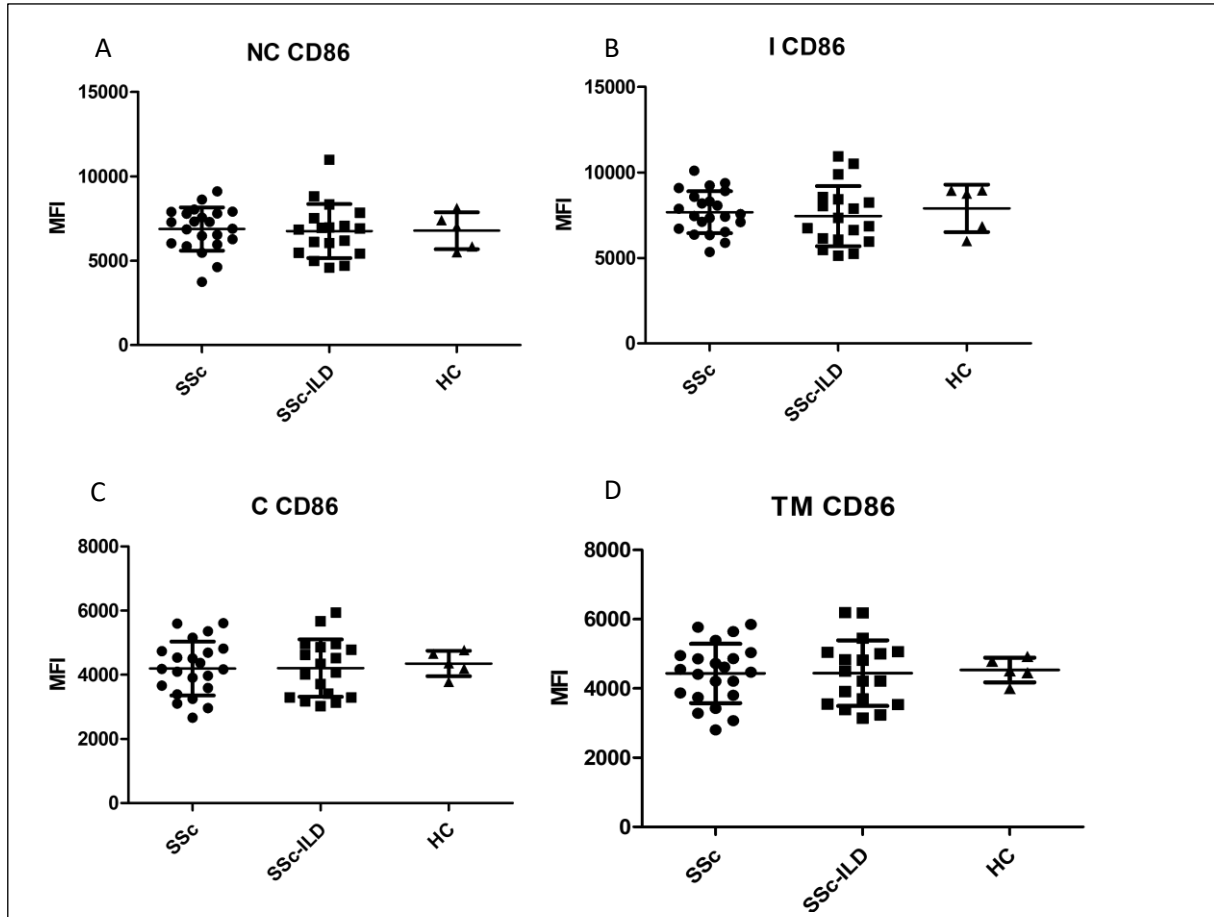 A
NC CD86
15000
10000
5000
0
MFI
SSc
SSc-ILD
HC
B
I CD86
15000
10000
5000
0
MFI
SSc
SSc-ILD
HC
C
C CD86
8000
6000
4000
2000
0
MFI
SSc
SSc-ILD
HC
D
TM CD86
8000
6000
4000
2000
0
MFI
SSc
SSc-ILD
HC